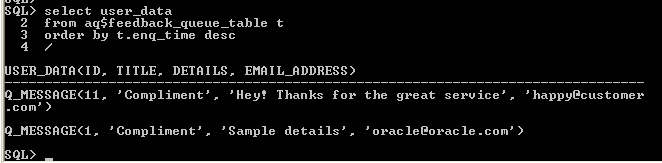 SQL> select user_data
2 from aq$feedback_queue_table t
3 order by t.enq_time desc
4 /
USER_DATA(ID, TITLE, DETAILS, EMAIL_ADDRESS)
--------------------------------------------------------------------------------
Q_MESSAGE(11, 'Compliment', 'Hey! Thanks for the great service', 'happy@customer
.com')
Q_MESSAGE(1, 'Compliment', 'Sample details', 'oracle@oracle.com')
SQL> _